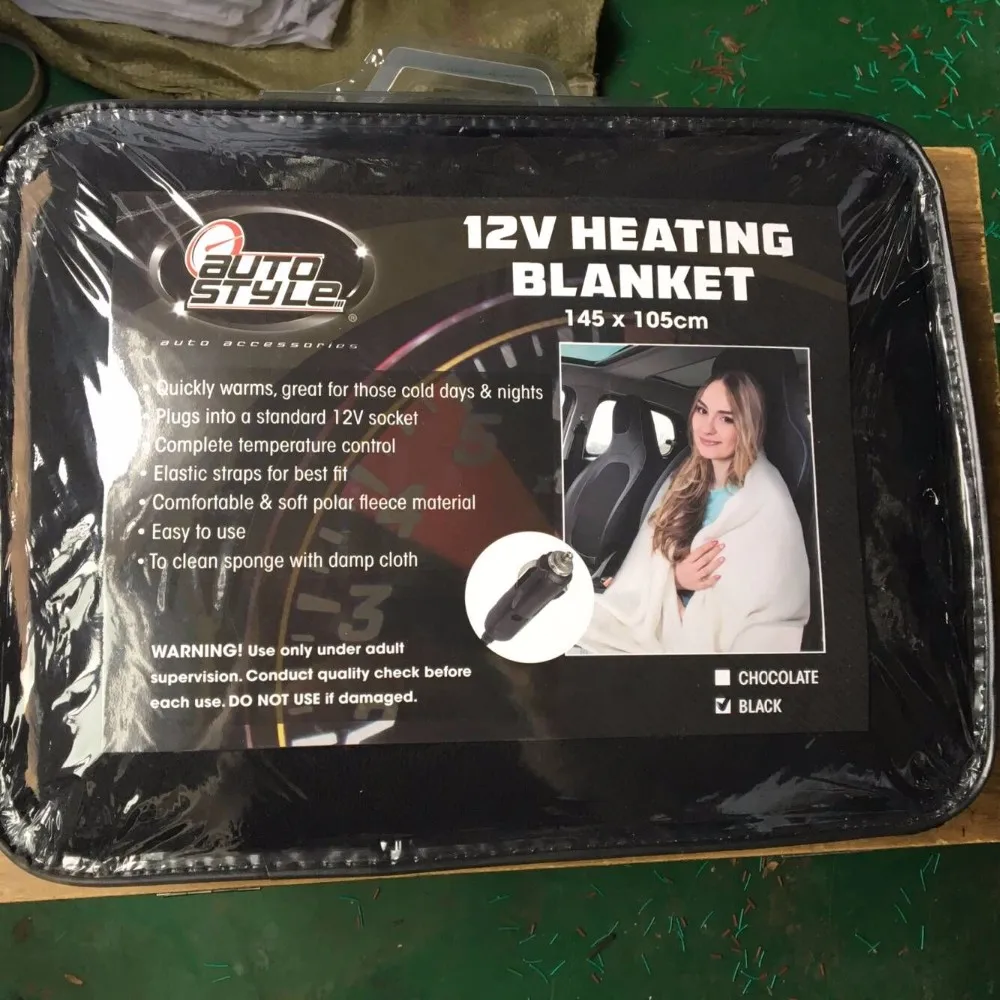 AUTO
STYLE
®
auto accessories
12V HEATING
BLANKET
145 x 105cm
• Quickly warms, great for those cold days & nights
• Plugs into a standard 12V socket
• Complete temperature control
• Elastic straps for best fit
• Comfortable & soft polar fleece material
• Easy to use
• To clean sponge with damp cloth
WARNING! Use only under adult
supervision. Conduct quality check before
each use. DO NOT USE if damaged.
CHOCOLATE
BLACK
5
4
3